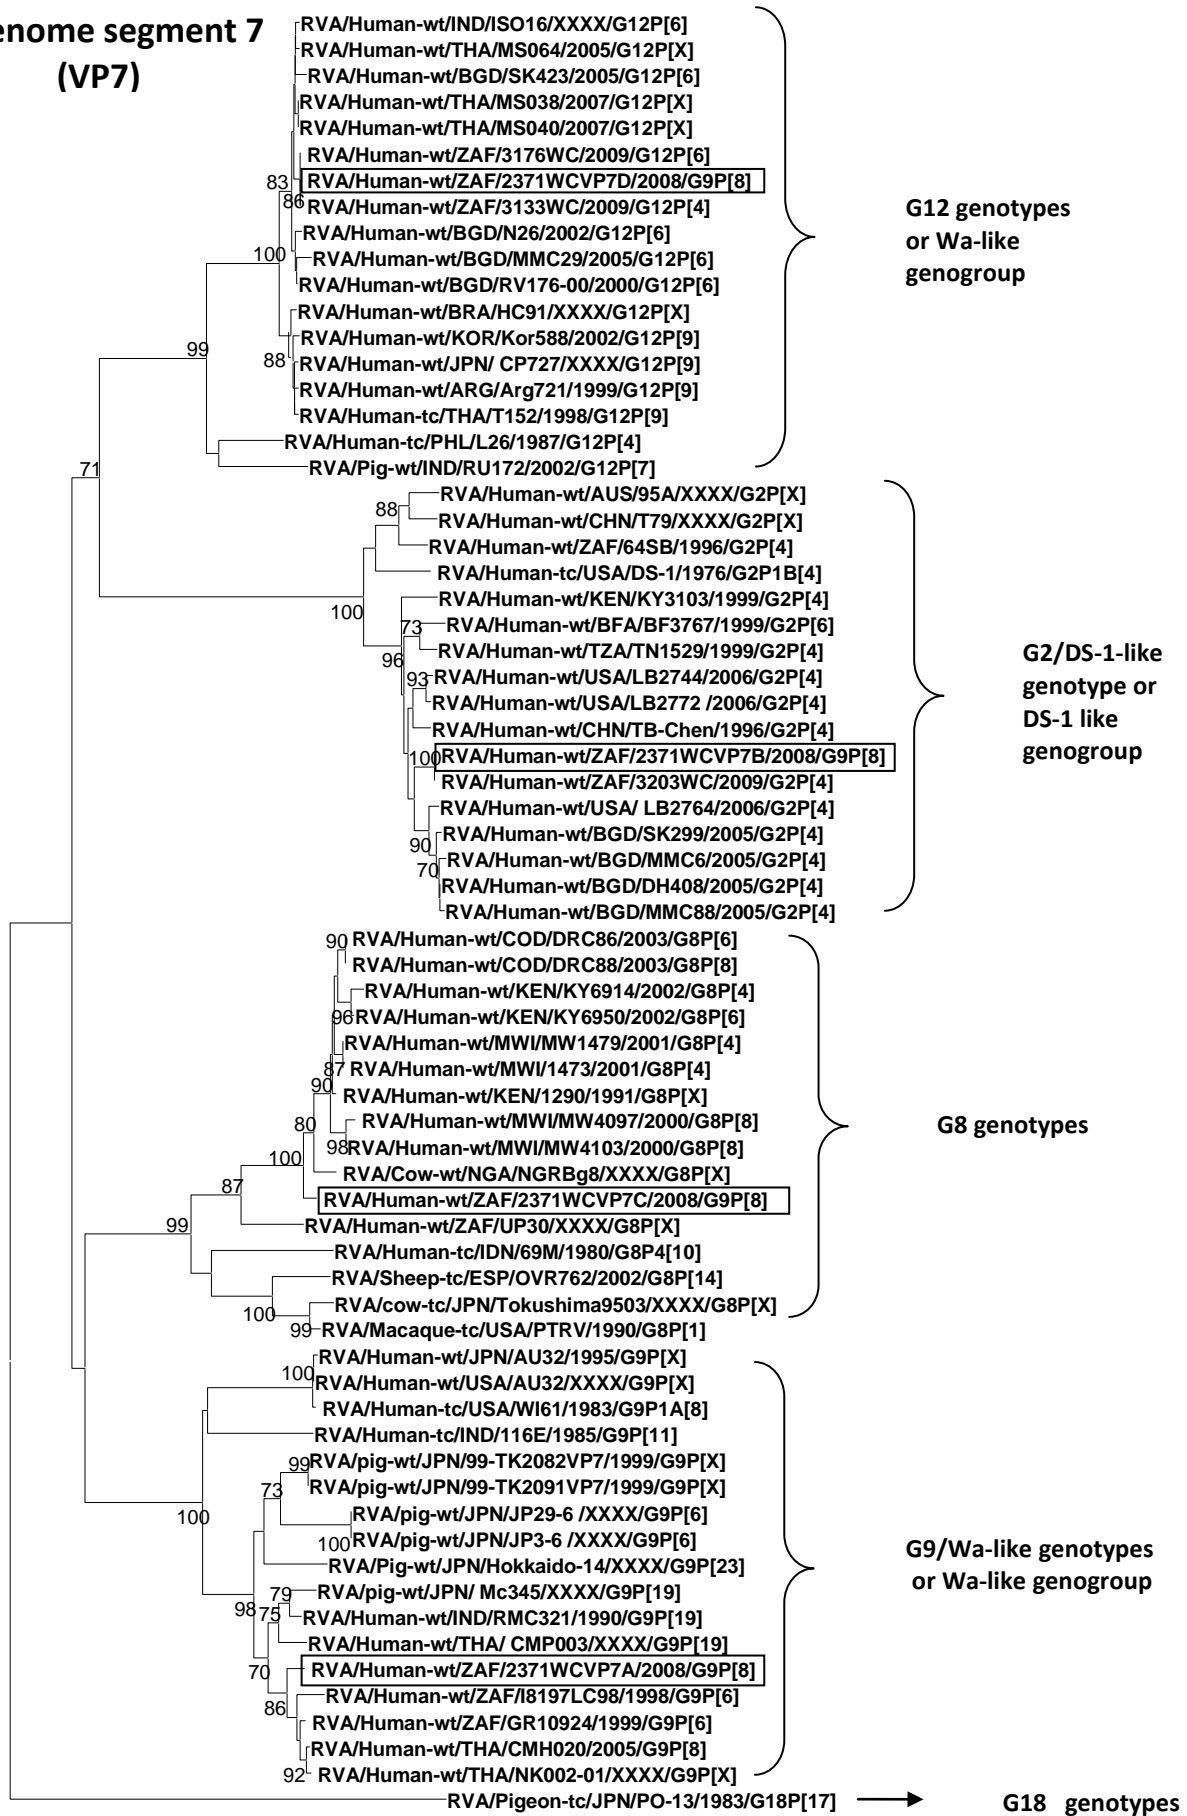 enome segment 7
(VP7)
RVA/Human-wt/IND/ISO16/XXXX/G12P[6]
RVA/Human-wt/THA/MS064/2005/G12P[X]
RVA/Human-wt/BGD/SK423/2005/G12P[6]
RVA/Human-wt/THA/MS038/2007/G12P[X]
RVA/Human-wt/THA/MS040/2007/G12P[X]
RVA/Human-wt/ZAF/3176WC/2009/G12P[6]
83
RVA/Human-wt/ZAF/2371WCVP7D/2008/G9P[8]
86
RVA/Human-wt/ZAF/3133WC/2009/G12P[4]
RVA/Human-wt/BGD/N26/2002/G12P[6]
100
RVA/Human-wt/BGD/MMC29/2005/G12P[6]
RVA/Human-wt/BGD/RV176-00/2000/G12P[6]
G12 genotypes
or Wa-like
genogroup
RVA/Human-wt/BRA/HC91/XXXX/G12P[X]
RVA/Human-wt/KOR/Kor588/2002/G12P[9]
99
88
RVA/Human-wt/JPN/ CP727/XXXX/G12P[9]
RVA/Human-wt/ARG/Arg721/1999/G12P[9]
RVA/Human-tc/THA/T152/1998/G12P[9]
RVA/Human-tc/PHL/L26/1987/G12P[4]
71
RVA/Pig-wt/IND/RU172/2002/G12P[7]
RVA/Human-wt/AUS/95A/XXXX/G2P[X]
88
RVA/Human-wt/CHN/T79/XXXX/G2P[X]
RVA/Human-wt/ZAF/64SB/1996/G2P[4]
RVA/Human-tc/USA/DS-1/1976/G2P1B[4]
100
RVA/Human-wt/KEN/KY3103/1999/G2P[4]
73
RVA/Human-wt/BFA/BF3767/1999/G2P[6]
96
RVA/Human-wt/TZA/TN1529/1999/G2P[4]
93
RVA/Human-wt/USA/LB2744/2006/G2P[4]
RVA/Human-wt/USA/LB2772 /2006/G2P[4]
RVA/Human-wt/CHN/TB-Chen/1996/G2P[4]
100
RVA/Human-wt/ZAF/2371WCVP7B/2008/G9P[8]
RVA/Human-wt/ZAF/3203WC/2009/G2P[4]
RVA/Human-wt/USA/ LB2764/2006/G2P[4]
90
RVA/Human-wt/BGD/SK299/2005/G2P[4]
70
RVA/Human-wt/BGD/MMC6/2005/G2P[4]
RVA/Human-wt/BGD/DH408/2005/G2P[4]
RVA/Human-wt/BGD/MMC88/2005/G2P[4]
G2/DS-1-like
genotype or
DS-1 like
genogroup
90
RVA/Human-wt/COD/DRC86/2003/G8P[6]
RVA/Human-wt/COD/DRC88/2003/G8P[8]
RVA/Human-wt/KEN/KY6914/2002/G8P[4]
96
RVA/Human-wt/KEN/KY6950/2002/G8P[6]
RVA/Human-wt/MWI/MW1479/2001/G8P[4]
87
RVA/Human-wt/MWI/1473/2001/G8P[4]
90
RVA/Human-wt/KEN/1290/1991/G8P[X]
80
RVA/Human-wt/MWI/MW4097/2000/G8P[8]
98
RVA/Human-wt/MWI/MW4103/2000/G8P[8]
100
RVA/Cow-wt/NGA/NGRBg8/XXXX/G8P[X]
87
RVA/Human-wt/ZAF/2371WCVP7C/2008/G9P[8]
99
RVA/Human-wt/ZAF/UP30/XXXX/G8P[X]
RVA/Human-tc/IDN/69M/1980/G8P4[10]
RVA/Sheep-tc/ESP/OVR762/2002/G8P[14]
100
RVA/cow-tc/JPN/Tokushima9503/XXXX/G8P[X]
99
RVA/Macaque-tc/USA/PTRV/1990/G8P[1]
G8 genotypes
RVA/Human-wt/JPN/AU32/1995/G9P[X]
100
RVA/Human-wt/USA/AU32/XXXX/G9P[X]
RVA/Human-tc/USA/WI61/1983/G9P1A[8]
RVA/Human-tc/IND/116E/1985/G9P[11]
99
RVA/pig-wt/JPN/99-TK2082VP7/1999/G9P[X]
73
RVA/pig-wt/JPN/99-TK2091VP7/1999/G9P[X]
100
RVA/pig-wt/JPN/JP29-6 /XXXX/G9P[6]
100
RVA/pig-wt/JPN/JP3-6 /XXXX/G9P[6]
RVA/Pig-wt/JPN/Hokkaido-14/XXXX/G9P[23]
79
RVA/pig-wt/JPN/ Mc345/XXXX/G9P[19]
98
75
RVA/Human-wt/IND/RMC321/1990/G9P[19]
RVA/Human-wt/THA/ CMP003/XXXX/G9P[19]
70
RVA/Human-wt/ZAF/2371WCVP7A/2008/G9P[8]
86
RVA/Human-wt/ZAF/I8197LC98/1998/G9P[6]
RVA/Human-wt/ZAF/GR10924/1999/G9P[6]
RVA/Human-wt/THA/CMH020/2005/G9P[8]
92
RVA/Human-wt/THA/NK002-01/XXXX/G9P[X]
G9/Wa-like genotypes
or Wa-like genogroup
RVA/Pigeon-tc/JPN/PO-13/1983/G18P[17]
G18 genotypes